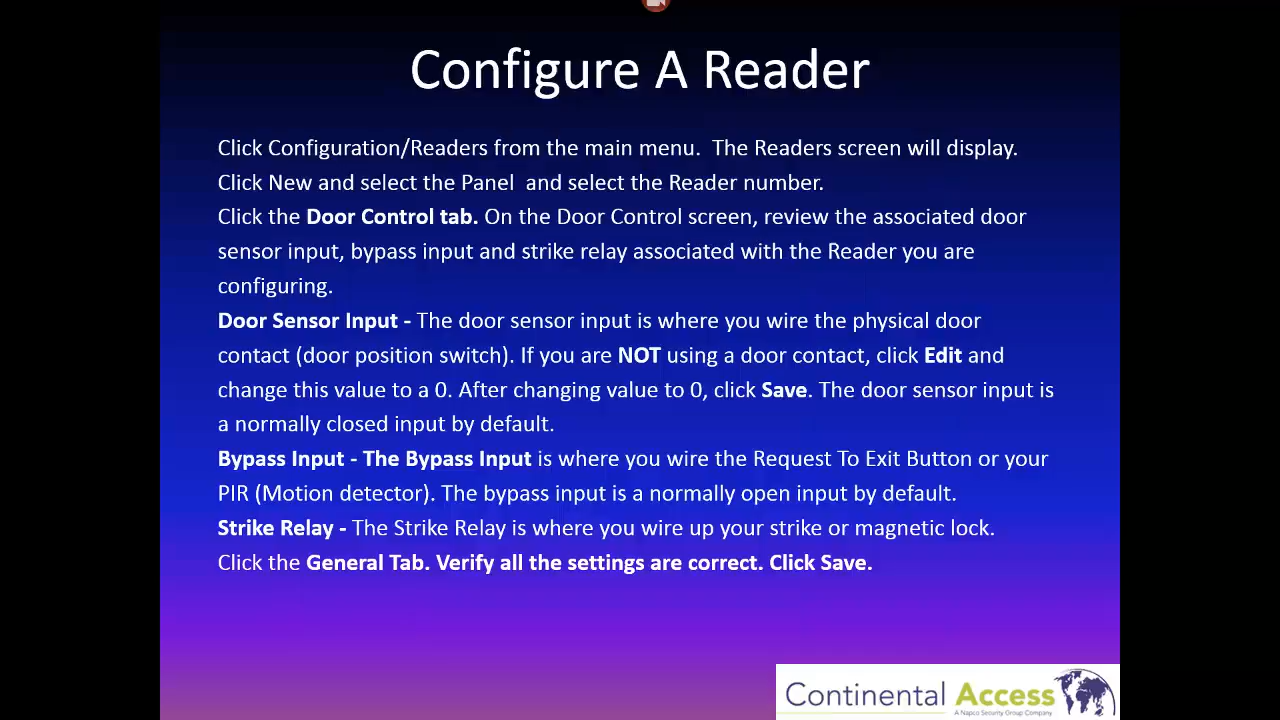 Configure A Reader
Click Configuration/Readers from the main menu.  The Readers screen will display.
Click New and select the Panel  and select the Reader number.
Click the Door Control tab. On the Door Control screen, review the associated door
sensor input, bypass input and strike relay associated with the Reader you are
configuring.
Door Sensor Input - The door sensor input is where you wire the physical door
contact (door position switch). If you are NOT using a door contact, click Edit and
change this value to a 0. After changing value to 0, click Save. The door sensor input is
a normally closed input by default.
Bypass Input - The Bypass Input is where you wire the Request To Exit Button or your
PIR (Motion detector). The bypass input is a normally open input by default.
Strike Relay - The Strike Relay is where you wire up your strike or magnetic lock.
Click the General Tab. Verify all the settings are correct. Click Save.
Continental Access
A Napco Security Group Company